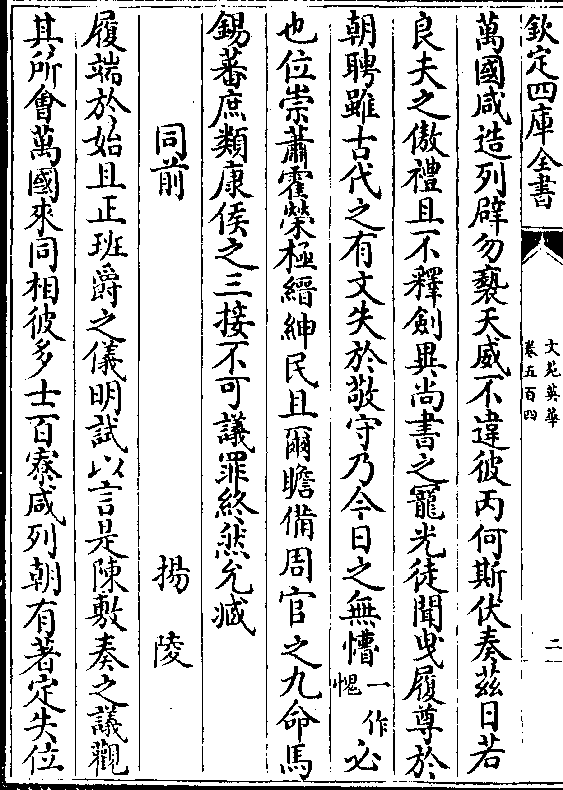 欽定四庫全書
文苑英華
卷五百四
二
萬國咸造列辟勿褻天威不違彼丙何斯伏奏茲日若
良夫之傲禮且不釋劍異尚書之寵光徒聞曳履尊於
朝聘雖古代之有文失於敬守乃今日之無懵一作愧必
也位崇蕭霍榮極縉紳民且爾瞻備周官之九命馬
錫蕃庶類康侯之三接不可議罪終然允臧
同前 揚陵
履端於始且正班爵之儀明試以言是陳敷奏之議觀
其所會萬國來同相彼多士百寮咸列朝有著定失位